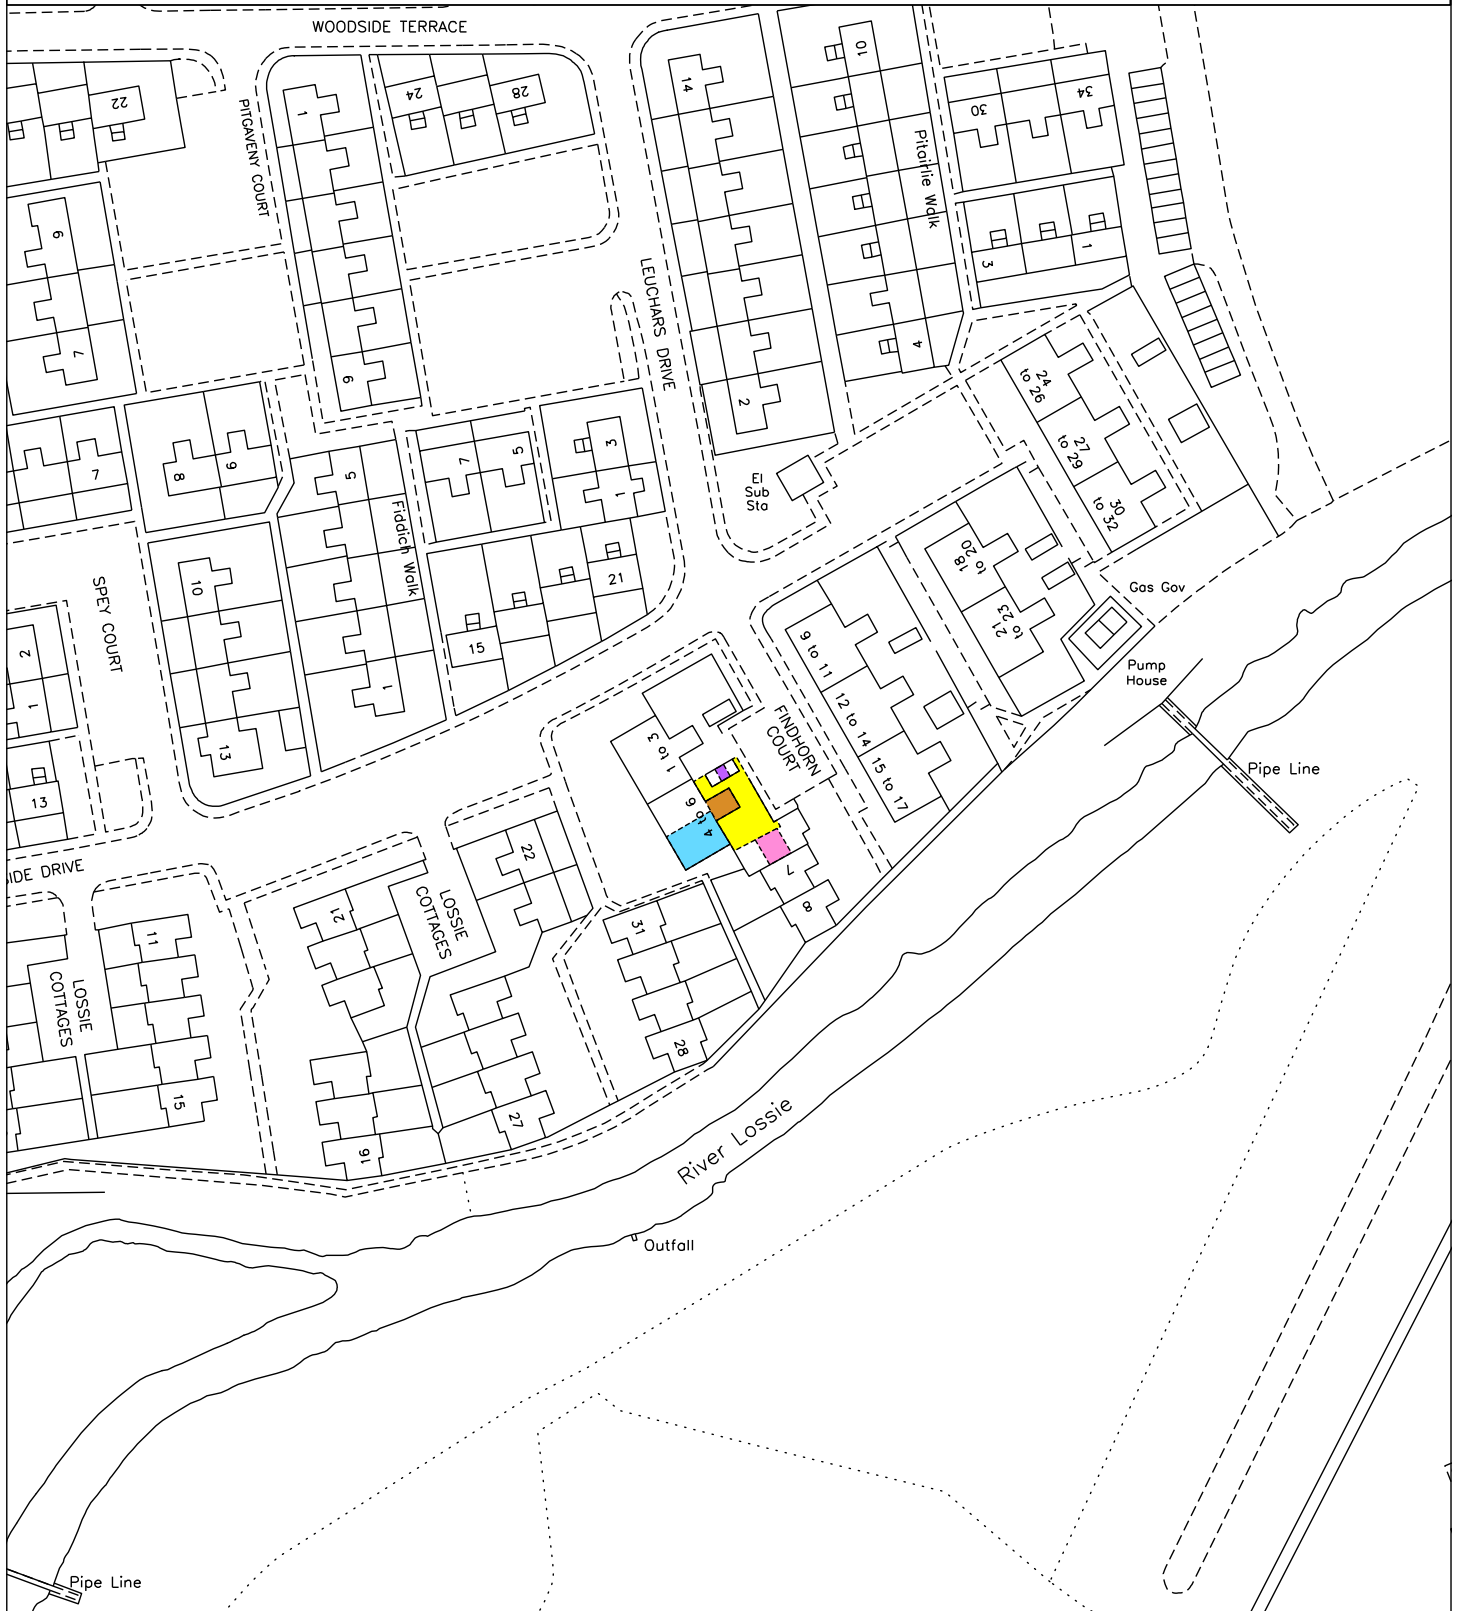 WOODSIDE TERRACE
22
PITGAVENY COURT
1
24
28
14
10
Pitairlie Walk
30
34
9
6
LEUCHARS DRIVE
3
1
4
7
2
24
to 26
27
to 29
30
to 32
7
8
9
5
Fiddich Walk
7
5
3
1
El
Sub
Sta
SPEY COURT
10
21
15
18
to
20
21
to 23
Gas Gov
Pump
House
2
1
13
13
1
9 to 11
12 to 14
15 to 17
FINDHORN
COURT
1 to 3
4 to 6
7
8
Pipe Line
IDE DRIVE
22
21
LOSSIE
COTTAGES
31
28
11
LOSSIE
COTTAGES
15
16
27
River Lossie
Outfall
Pipe Line